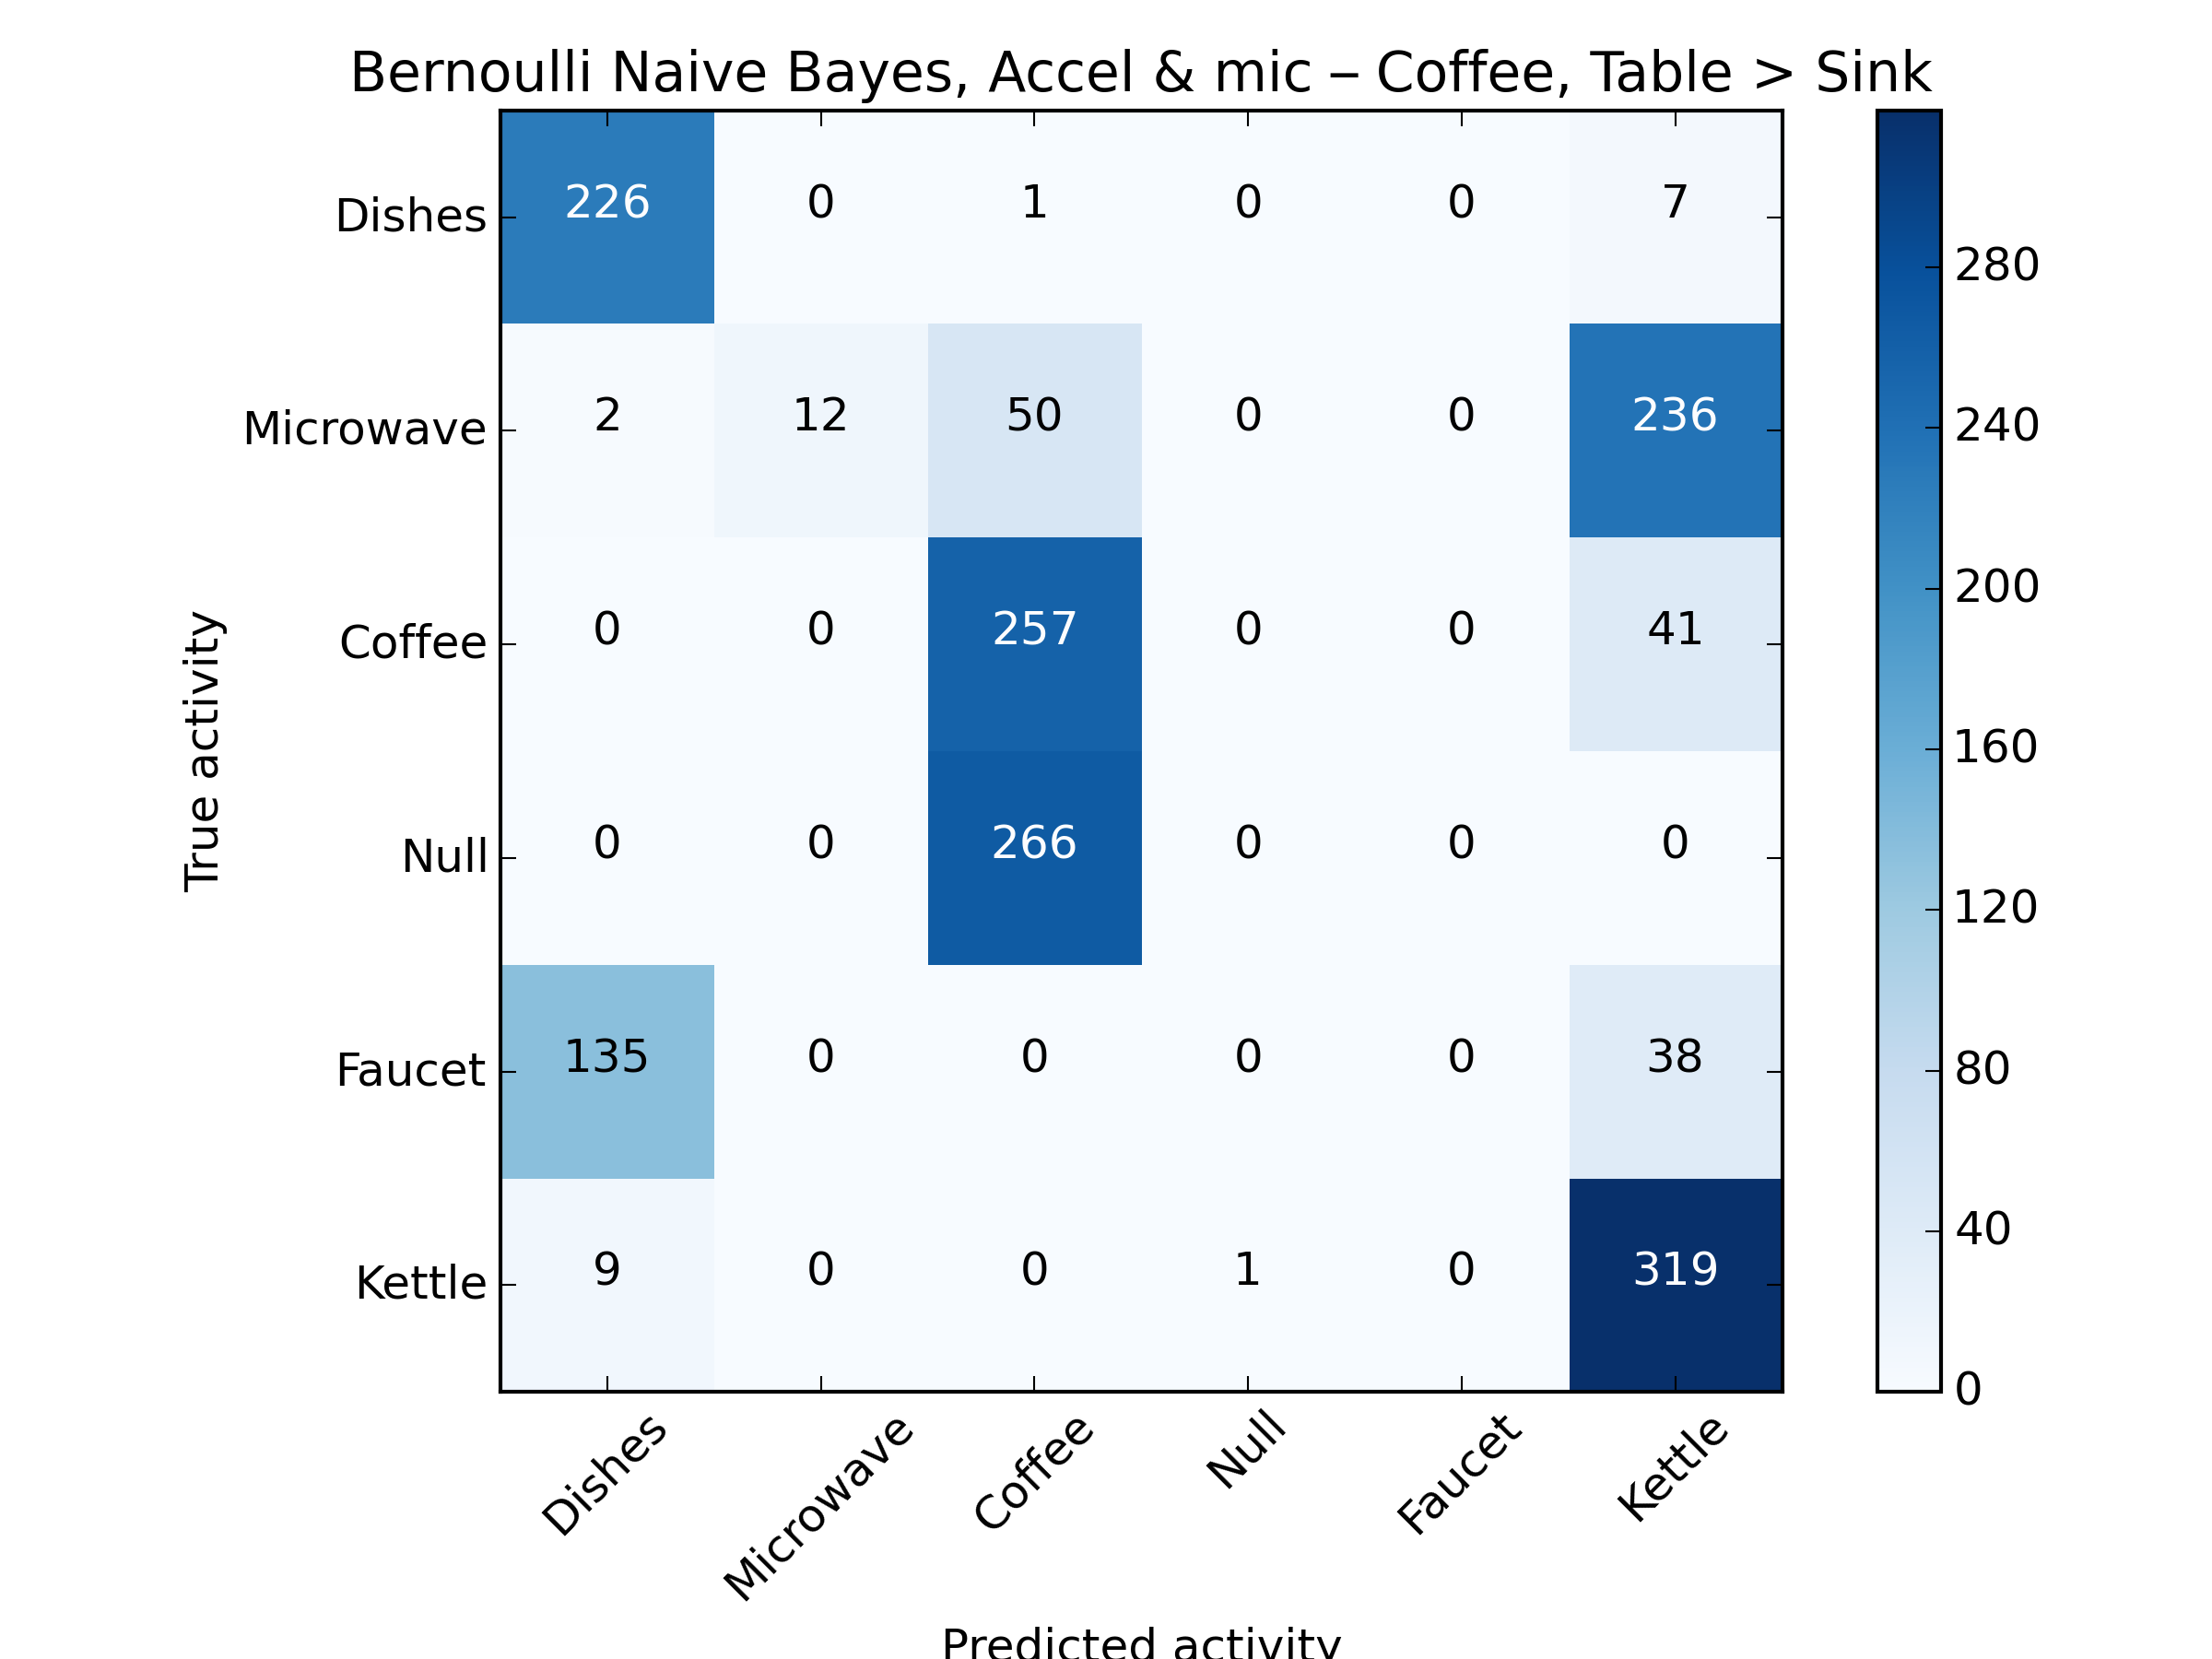 Bernoulli Naive Bayes, Accel & mic − Coffee, Table > Sink
Dishes 226 0 1 0 0 7
Microwave 2 12 50 0 0 236
Coffee 0 0 257 0 0 41
Null 0 0 266 0 0 0
Faucet 135 0 0 0 0 38
Kettle 9 0 0 1 0 319
True activity
Dishes Microwave Coffee Null Faucet Kettle
Predicted activity
280
240
200
160
120
80
40
0